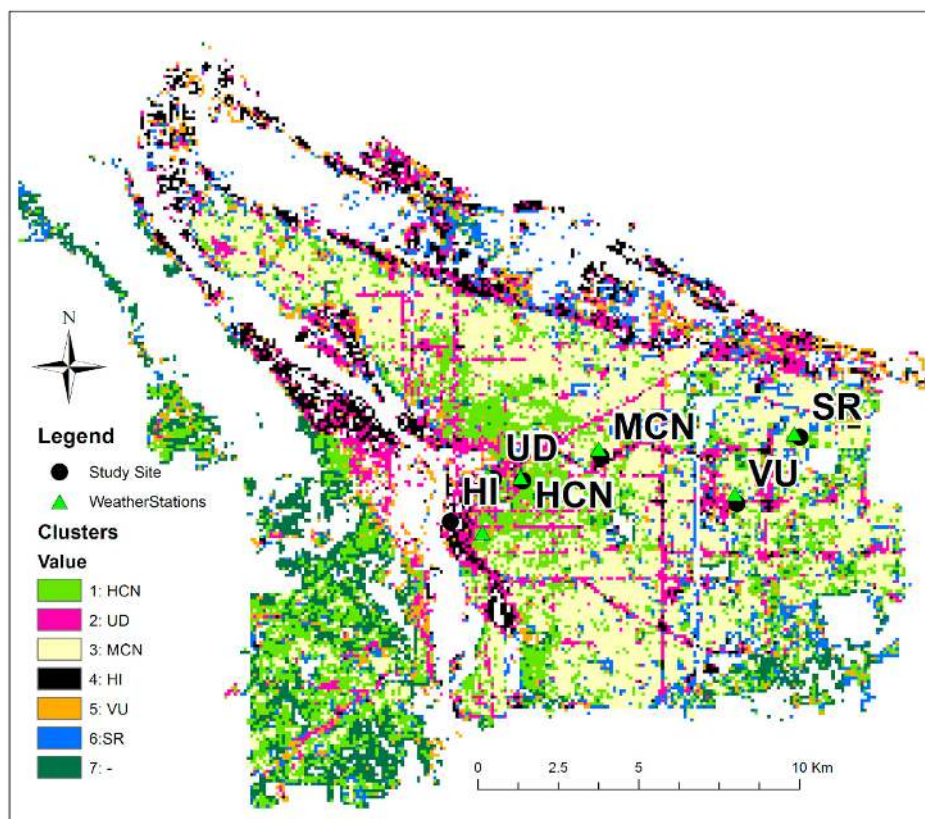 N
SR
MCN
UD
VU
HI
HCN
Legend
Study Site
WeatherStations
Clusters
Value
1: HCN
2: UD
3: MCN
4: HI
5: VU
6:SR
7: -
0 2.5 5 10 Km